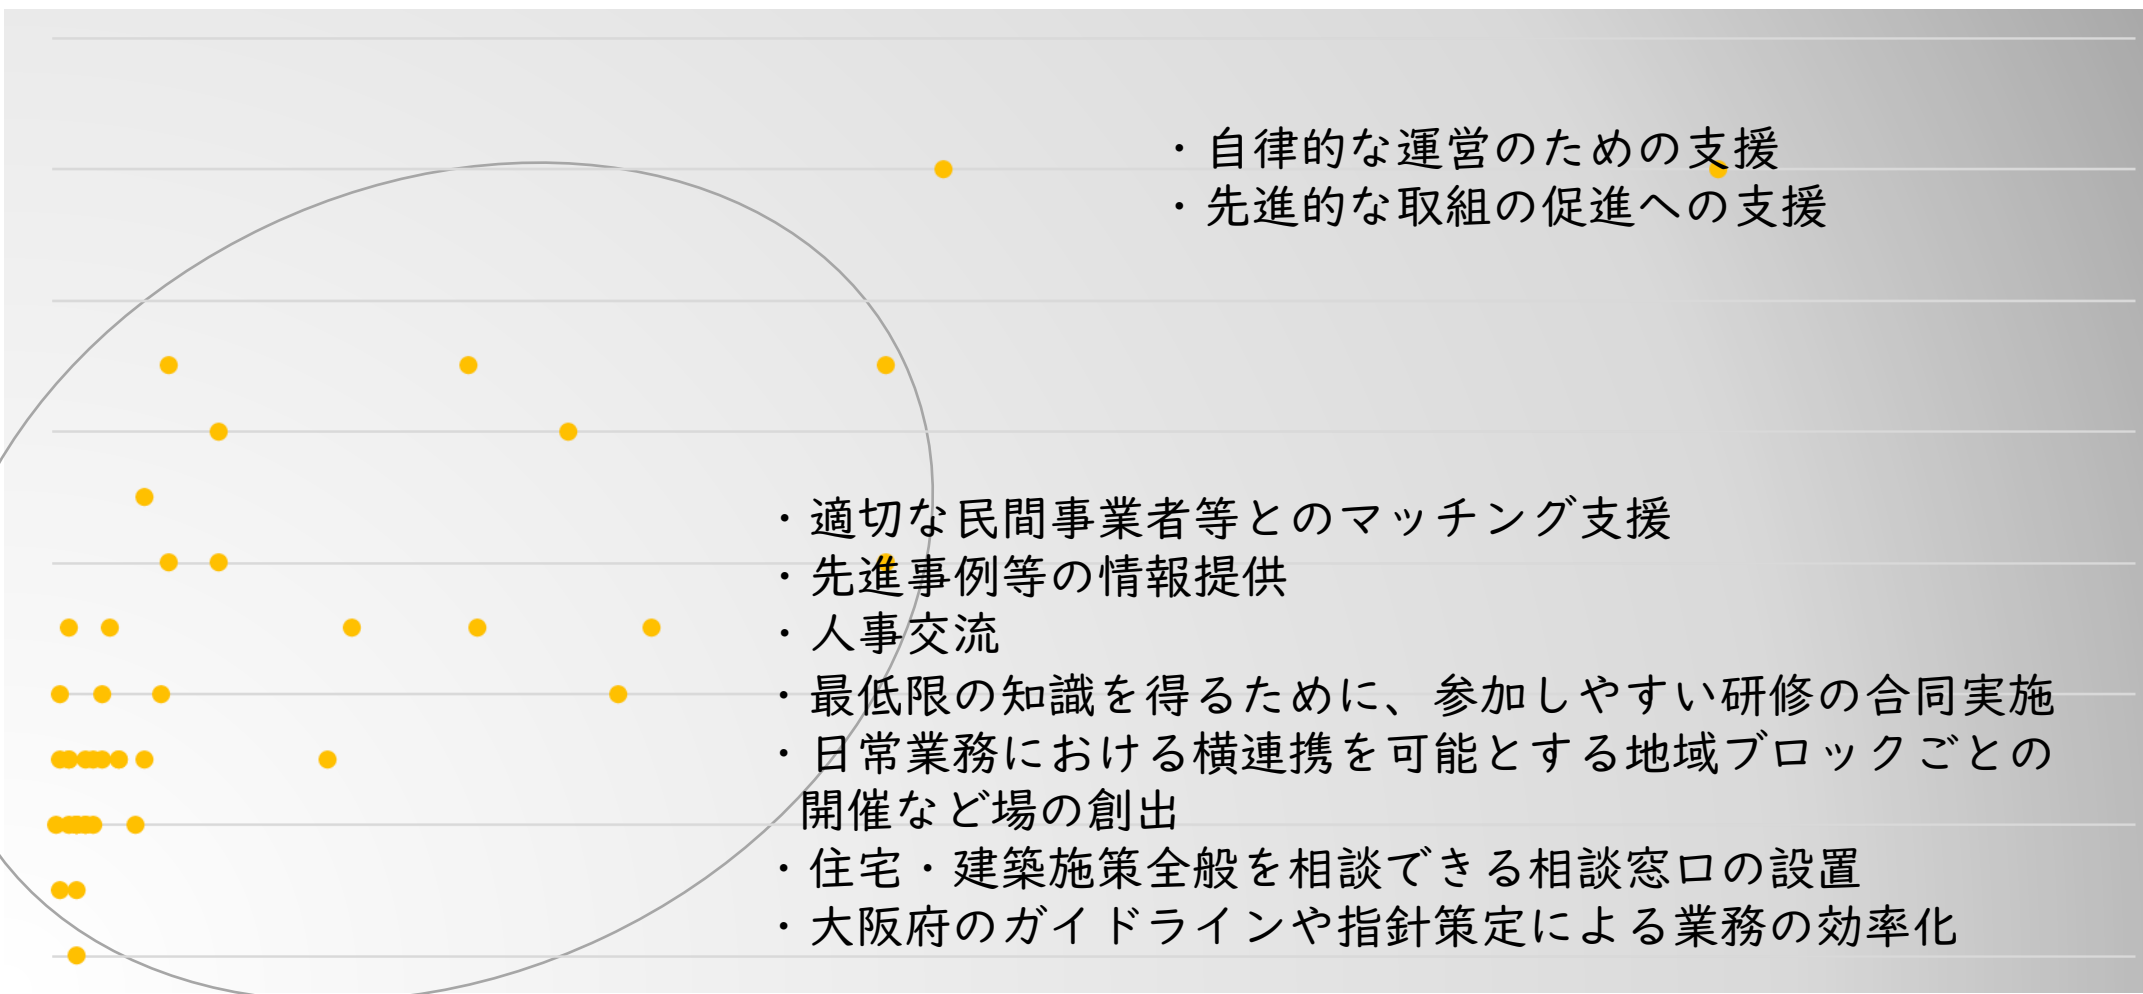 ・自律的な運営のための支援
・先進的な取組の促進への支援
・適切な民間事業者等とのマッチング支援
・先進事例等の情報提供
・人事交流
・最低限の知識を得るために、参加しやすい研修の合同実施
・日常業務における横連携を可能とする地域ブロックごとの
開催など場の創出
・住宅・建築施策全般を相談できる相談窓口の設置
・大阪府のガイドラインや指針策定による業務の効率化